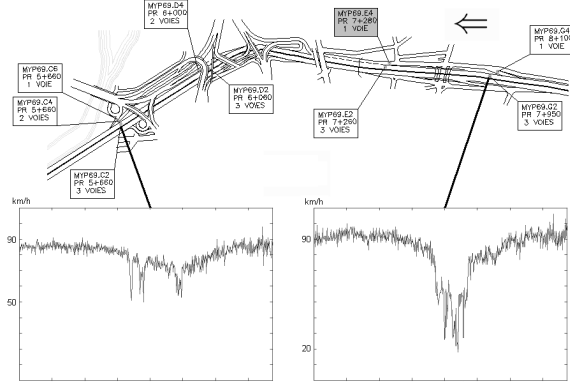 MYP69.D4
PR 6+000
2 VOIES
MYP69.E4
PR 7+280
1 VOIE
MYP69.G4
PR 8+100
1 VOIE
MYP69.C6
PR 5+660
1 VOIE
MYP69.C4
PR 5+660
2 VOIES
MYP69.D2
PR 6+060
3 VOIES
MYP69.E2
PR 7+260
3 VOIES
MYP69.G2
PR 7+950
3 VOIES
MYP69.C2
PR 5+660
3 VOIES
km/h
90
50
km/h
90
20